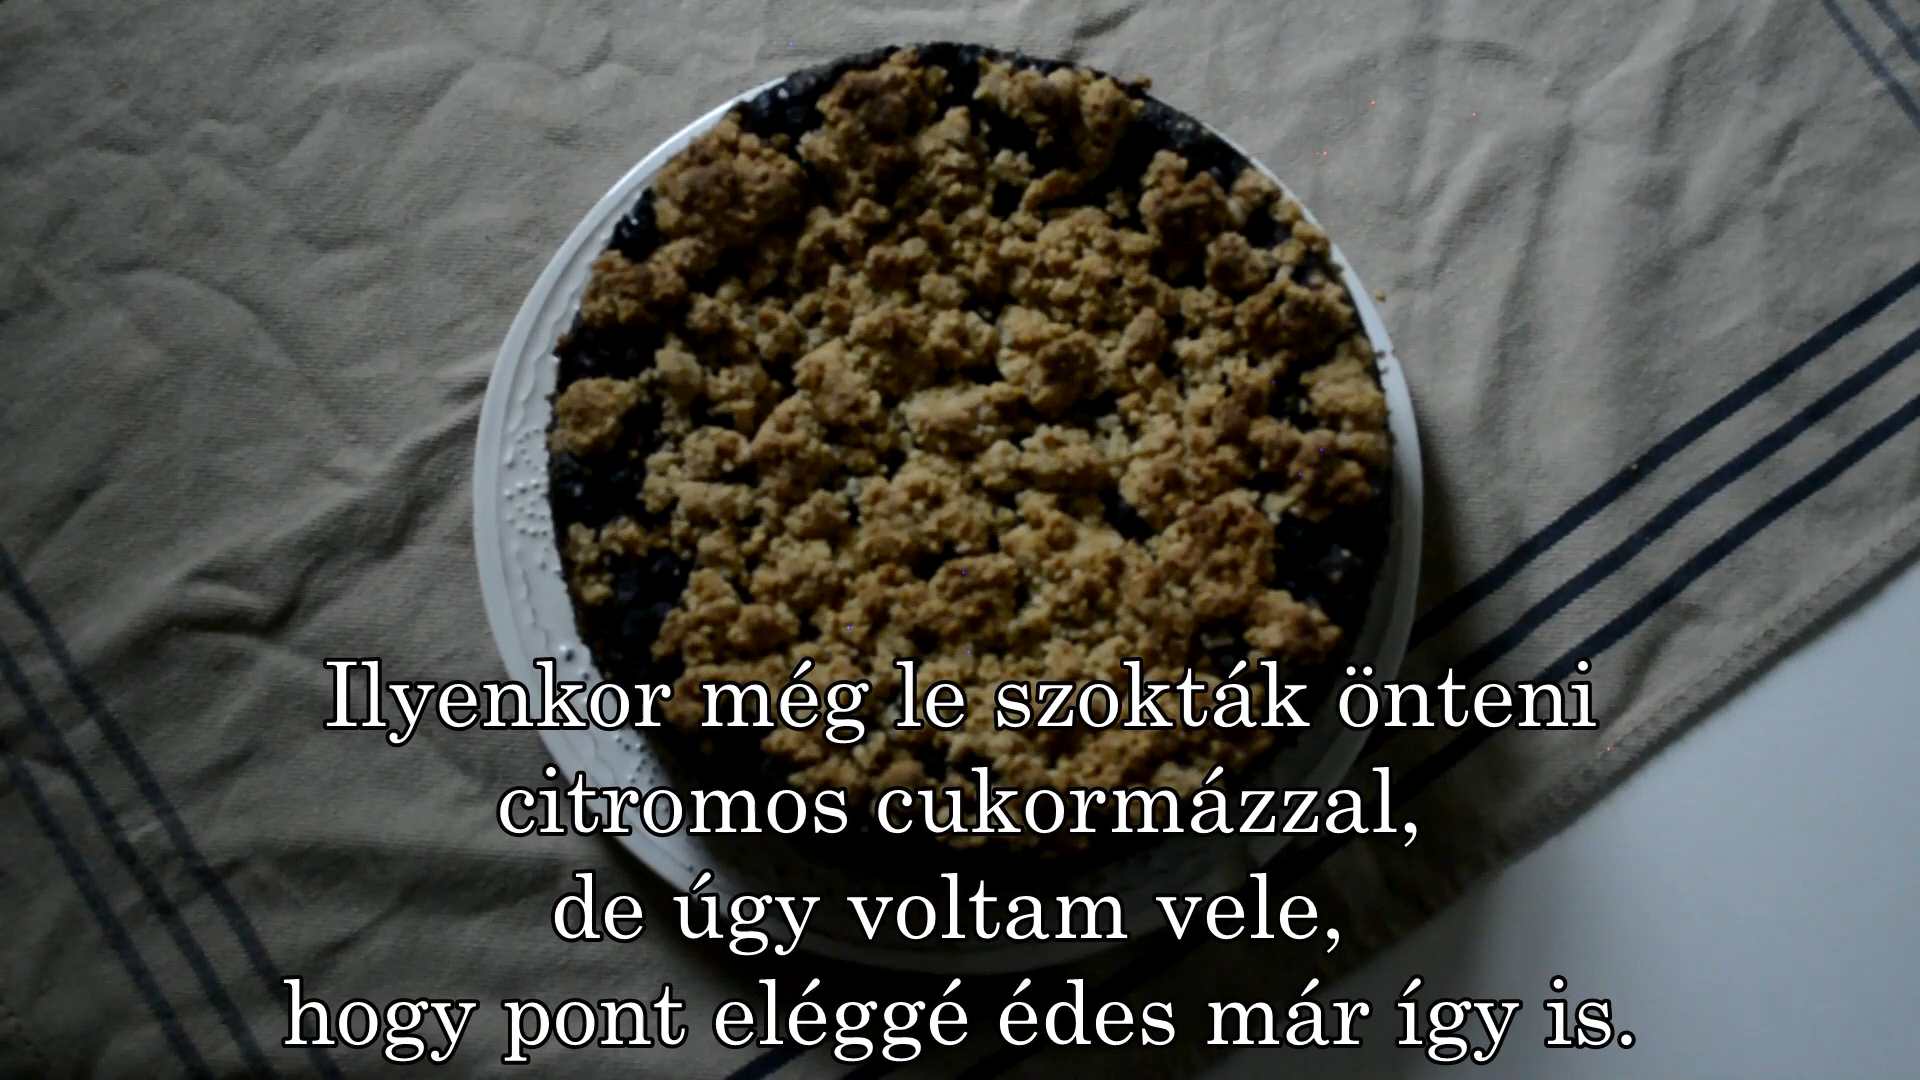 Ilyenkor még le szokták önteni
citromos cukormázzal,
de úgy voltam vele,
hogy pont eléggé édes már így is.